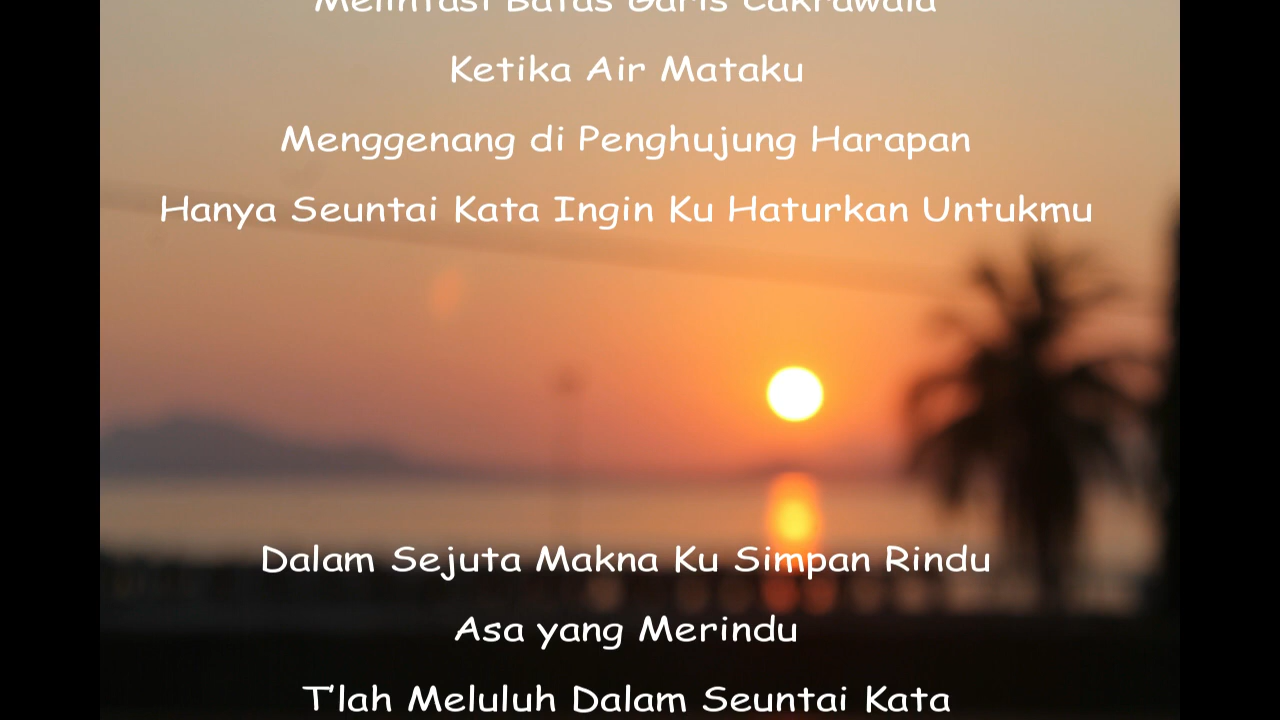 Melintasi Batas Garis Cakrawala
Ketika Air Mataku
Menggenang di Penghujung Harapan
Hanya Seuntai Kata Ingin Ku Haturkan Untukmu
Dalam Sejuta Makna Ku Simpan Rindu
Asa yang Merindu
T'lah Meluluh Dalam Seuntai Kata